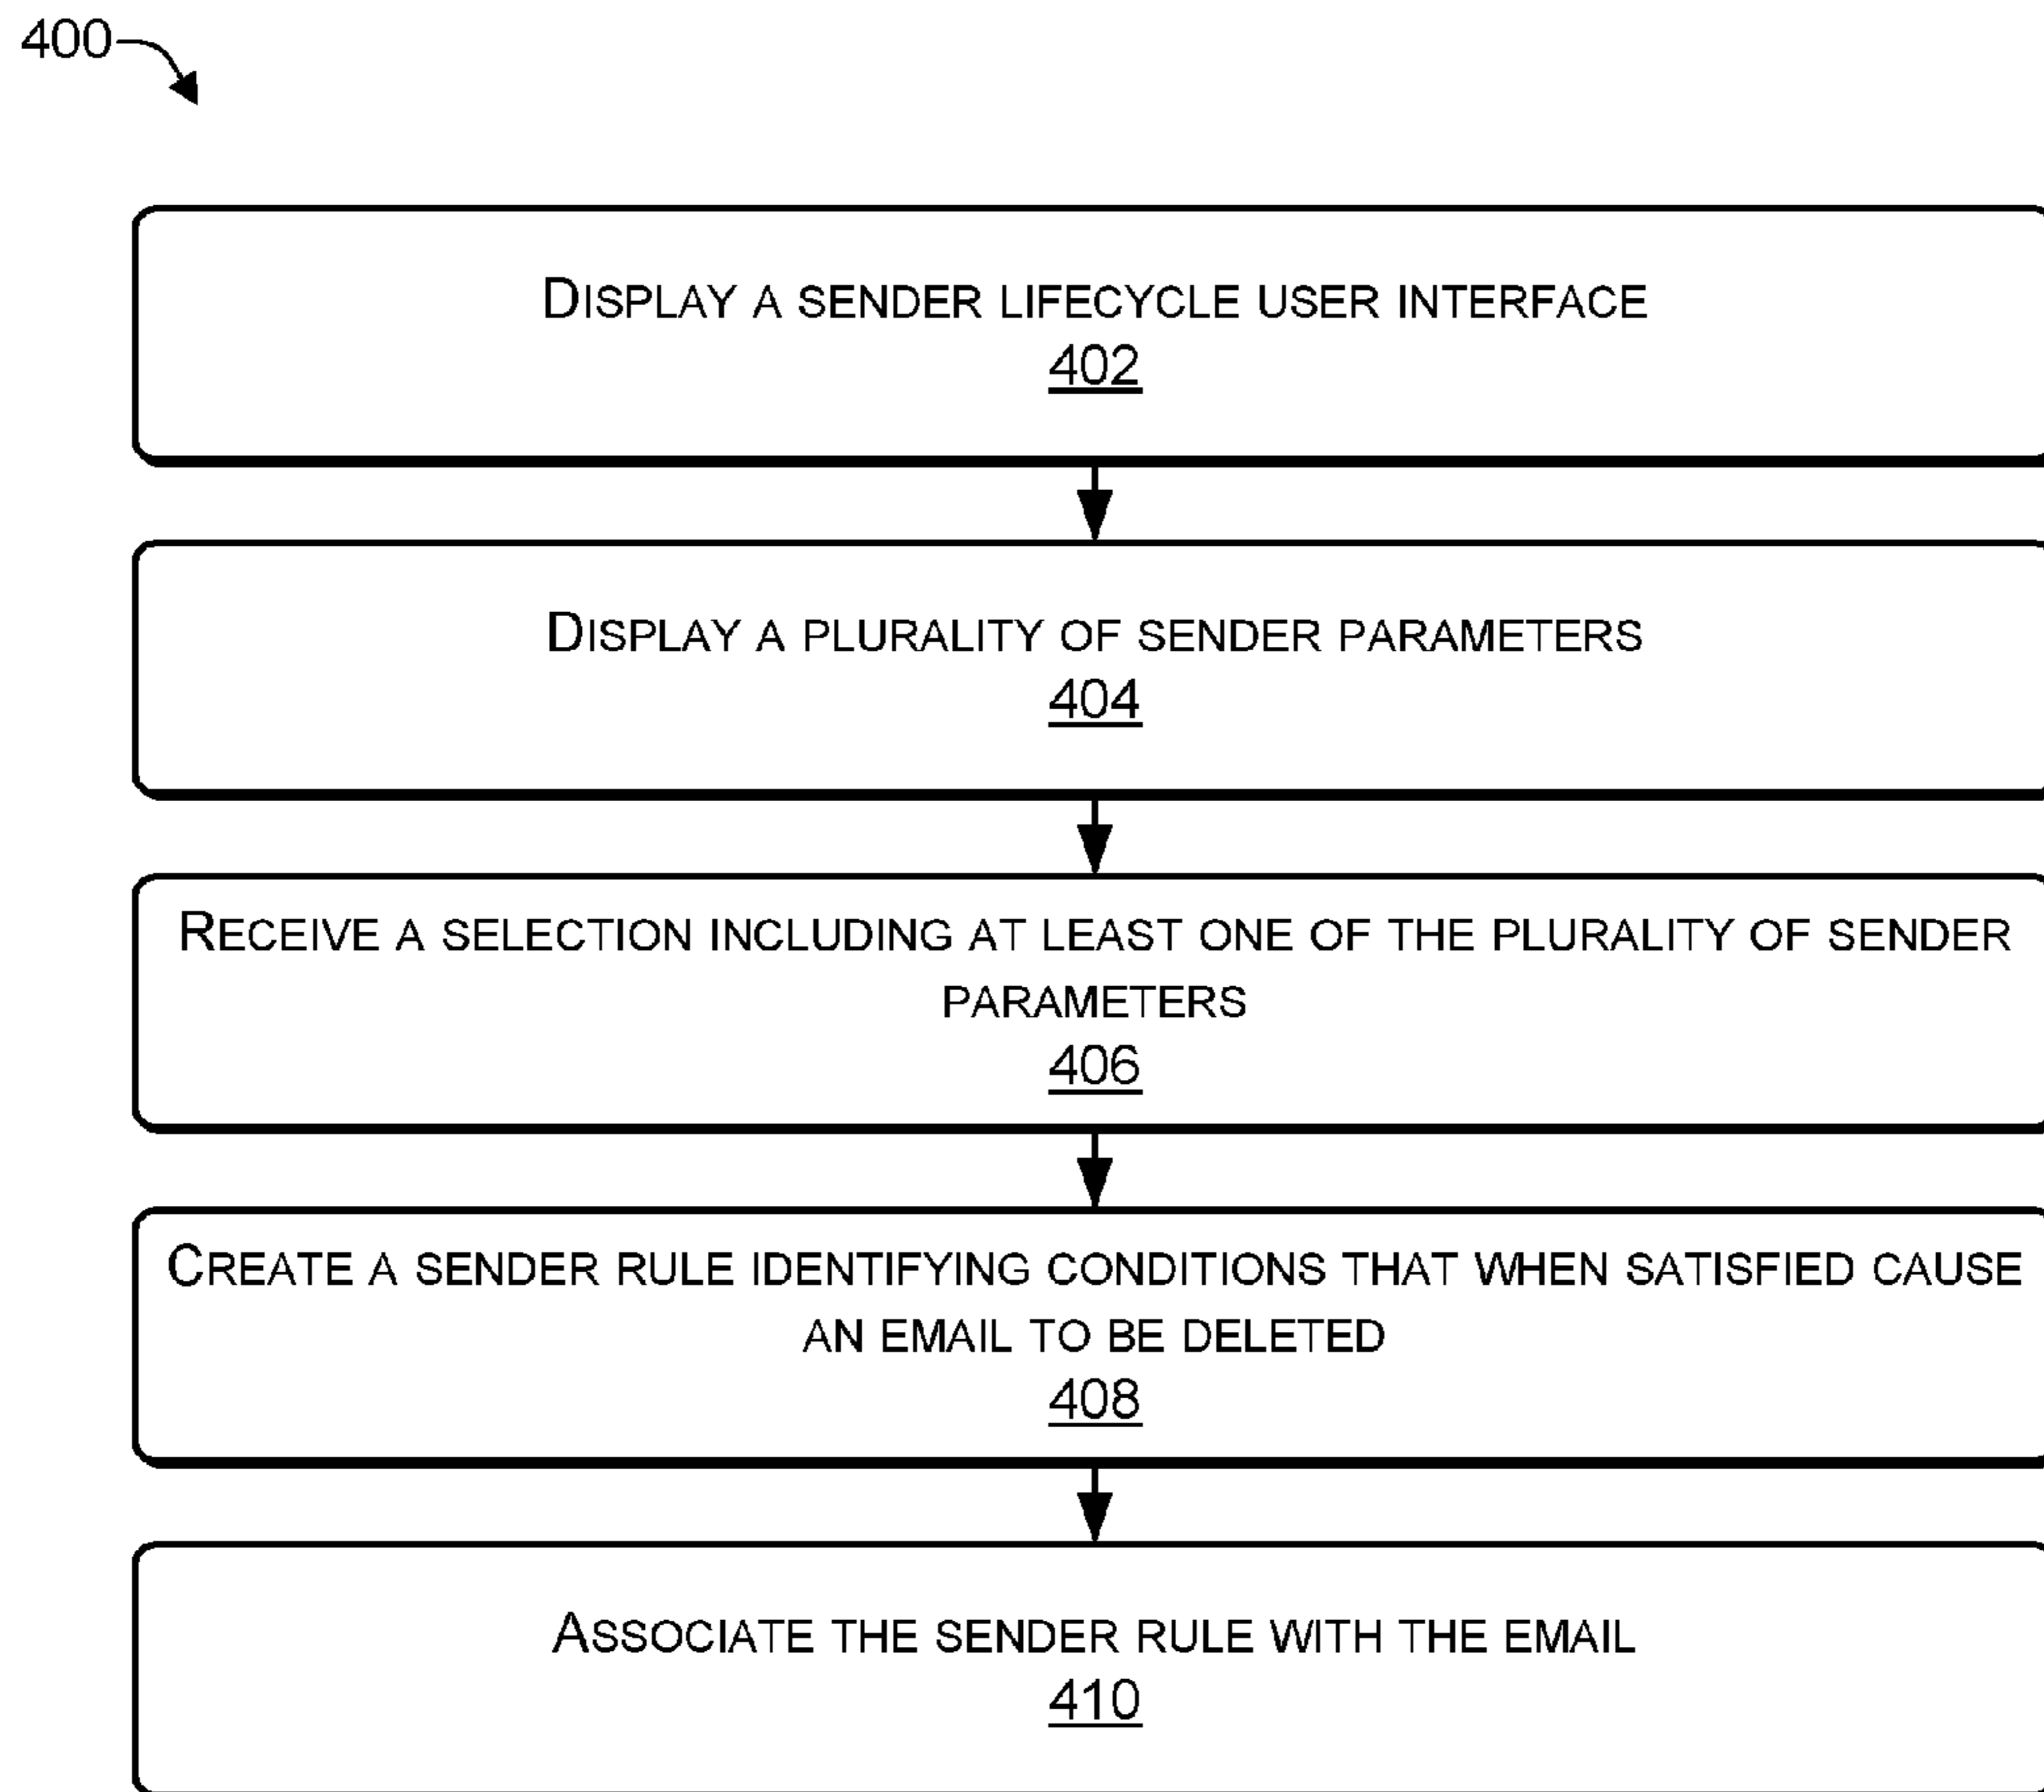 400
DISPLAY A SENDER LIFECYCLE USER INTERFACE
402
DISPLAY A PLURALITY OF SENDER PARAMETERS
404
RECEIVE A SELECTION INCLUDING AT LEAST ONE OF THE PLURALITY OF SENDER
PARAMETERS
406
CREATE A SENDER RULE IDENTIFYING CONDITIONS THAT WHEN SATISFIED CAUSE
AN EMAIL TO BE DELETED
408
ASSOCIATE THE SENDER RULE WITH THE EMAIL
410